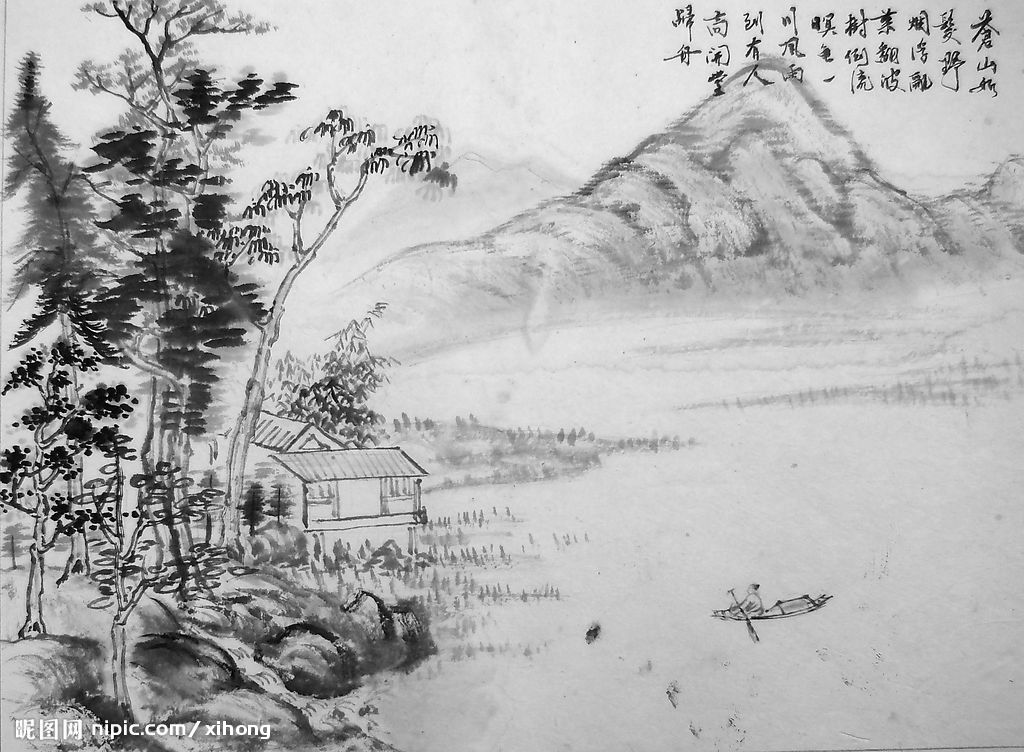 蒼山如
髮野
烟浮亂
葉翻波
樹倒流
暝色一
川風雨
到有人
高閣望
歸舟
昵图网 nipic.com/xihong